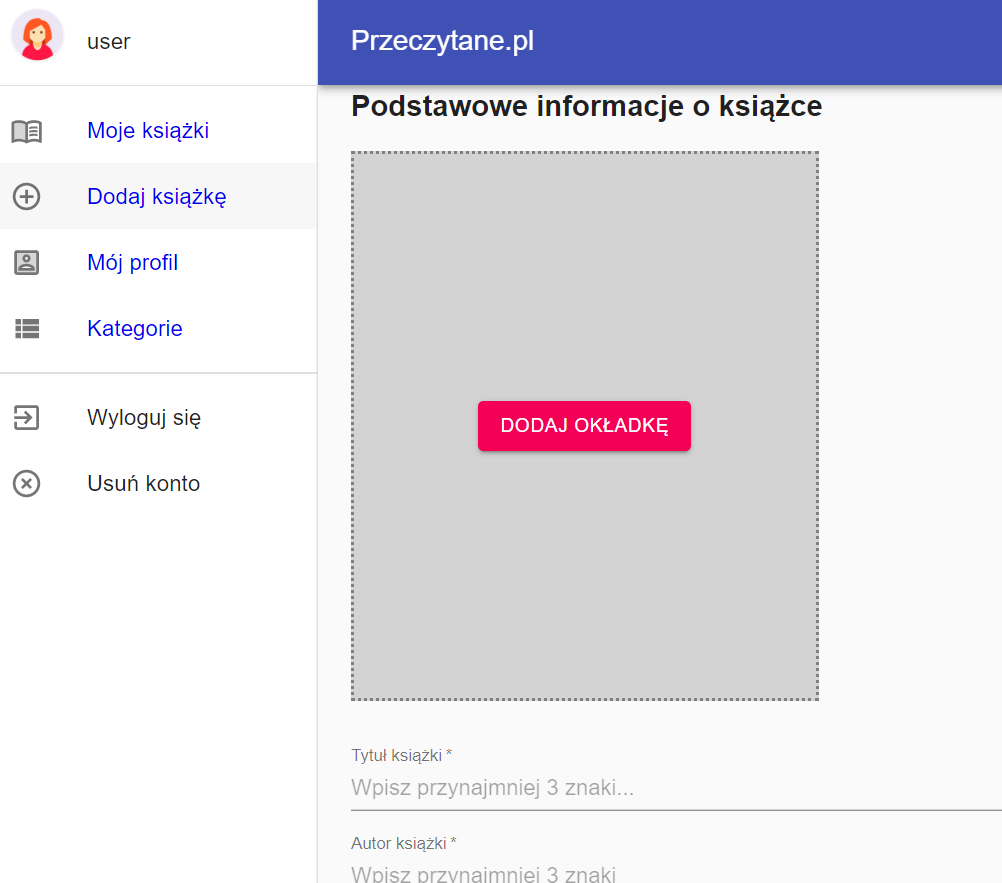 user
Moje książki
Dodaj książkę
Mój profil
Kategorie
Wyloguj się
Usuń konto
Przeczytane.pl
Podstawowe informacje o książce
DODAJ OKŁADKĘ
Tytuł książki *
Wpisz przynajmniej 3 znaki...
Autor książki *
Wpisz przynajmniej 3 znaki